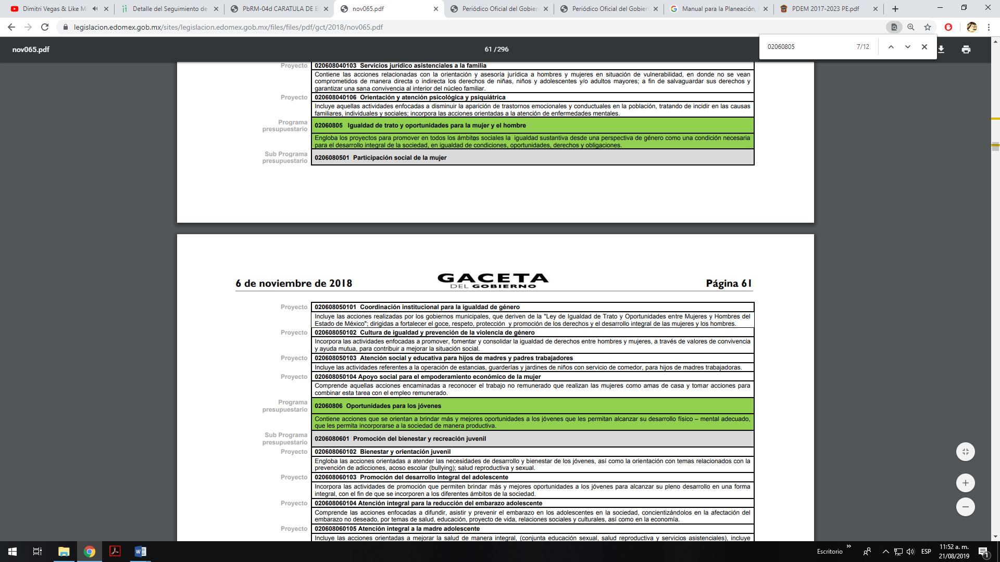 Dimitri Vegas & Like Mi
Detalle del Seguimiento de
PbRM-04d CARATULA DE E
nov065.pdf
Periódico Oficial del Gobier
Periódico Oficial del Gobier
Manual para la Planeación,
PDEM 2017-2023 PE.pdf
legislacion.edomex.gob.mx/sites/legislacion.edomex.gob.mx/files/files/pdf/gct/2018/nov065.pdf
nov065.pdf
61 / 296
02060805
7/12
Proyecto 020608040103 Servicios jurídico asistenciales a la familia
Contiene las acciones relacionadas con la orientación y asesoría jurídica a hombres y mujeres en situación de vulnerabilidad, en donde no se vean
comprometidos de manera directa o indirecta los derechos de niñas, niños y adolescentes y/o adultos mayores; a fin de salvaguardar sus derechos y
garantizar una sana convivencia al interior del núcleo familiar.
Proyecto 020608040106 Orientación y atención psicológica y psiquiátrica
Incluye aquellas actividades enfocadas a disminuir la aparición de trastornos emocionales y conductuales en la población, tratando de incidir en las causas
familiares, individuales y sociales; incorpora las acciones orientadas a la atención de enfermedades mentales.
Programa
presupuestario
02060805 Igualdad de trato y oportunidades para la mujer y el hombre
Engloba los proyectos para promover en todos los ámbitos sociales la igualdad sustantiva desde una perspectiva de género como una condición necesaria
para el desarrollo integral de la sociedad, en igualdad de condiciones, oportunidades, derechos y obligaciones.
Sub Programa
presupuestario
0206080501 Participación social de la mujer
6 de noviembre de 2018
GACETA
DEL GOBIERNO
Página 61
Proyecto 020608050101 Coordinación institucional para la igualdad de género
Incluye las acciones realizadas por los gobiernos municipales, que deriven de la "Ley de Igualdad de Trato y Oportunidades entre Mujeres y Hombres del
Estado de México"; dirigidas a fortalecer el goce, respeto, protección y promoción de los derechos y el desarrollo integral de las mujeres y los hombres.
Proyecto 020608050102 Cultura de igualdad y prevención de la violencia de género
Incorpora las actividades enfocadas a promover, fomentar y consolidar la igualdad de derechos entre hombres y mujeres, a través de valores de convivencia
y ayuda mutua, para contribuir a mejorar la situación social.
Proyecto 020608050103 Atención social y educativa para hijos de madres y padres trabajadores
Incluye las actividades referentes a la operación de estancias, guarderías y jardines de niños con servicio de comedor, para hijos de madres trabajadoras.
Proyecto 020608050104 Apoyo social para el empoderamiento económico de la mujer
Comprende aquellas acciones encaminadas a reconocer el trabajo no remunerado que realizan las mujeres como amas de casa y tomar acciones para
combinar esta tarea con el empleo remunerado.
Programa
presupuestario
02060806 Oportunidades para los jóvenes
Contiene acciones que se orientan a brindar más y mejores oportunidades a los jóvenes que les permitan alcanzar su desarrollo físico – mental adecuado,
que les permita incorporarse a la sociedad de manera productiva.
Sub Programa
presupuestario
0206080601 Promoción del bienestar y recreación juvenil
Proyecto 020608060102 Bienestar y orientación juvenil
Engloba las acciones orientadas a atender las necesidades de desarrollo y bienestar de los jóvenes, así como la orientación con temas relacionados con la
prevención de adicciones, acoso escolar (bullying); salud reproductiva y sexual.
Proyecto 020608060103 Promoción del desarrollo integral del adolescente
Incorpora las actividades de promoción que permiten brindar más y mejores oportunidades a los jóvenes para alcanzar su pleno desarrollo en una forma
integral, con el fin de que se incorporen a los diferentes ámbitos de la sociedad.
Proyecto 020608060104 Atención integral para la reducción del embarazo adolescente
Comprende las acciones enfocadas a difundir, asistir y prevenir el embarazo en los adolescentes en la sociedad, concientizándolos en la afectación del
embarazo no deseado, por temas de salud, educación, proyecto de vida, relaciones sociales y culturales, así como en la economía.
Proyecto 020608060105 Atención integral a la madre adolescente
Incluye las acciones orientadas a mejorar la salud de manera integral, (conjunta educación sexual, salud reproductiva y servicios asistenciales), incluye
Escritorio
ESP
11:52 a. m.
21/08/2019
1